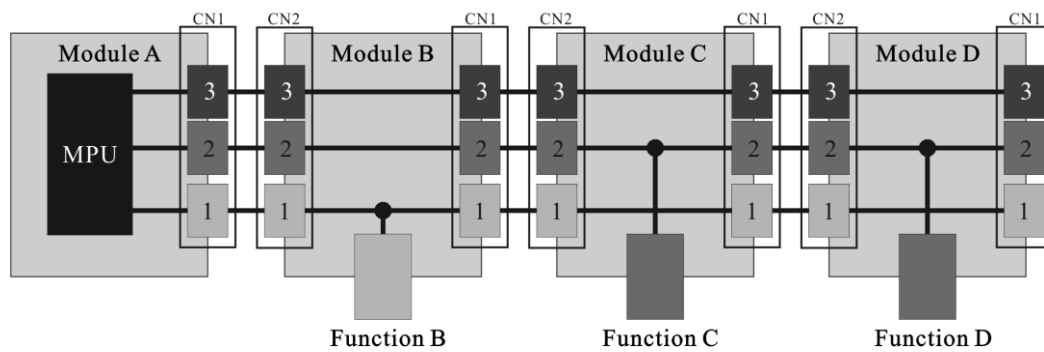 CN1 CN2 CN1 CN2 CN1 CN2 CN1
Module A Module B Module C Module D
3 3 3 3 3 3 3
MPU 2 2 2 2 2 2 2
1 1 1 1 1 1 1
Function B Function C Function D